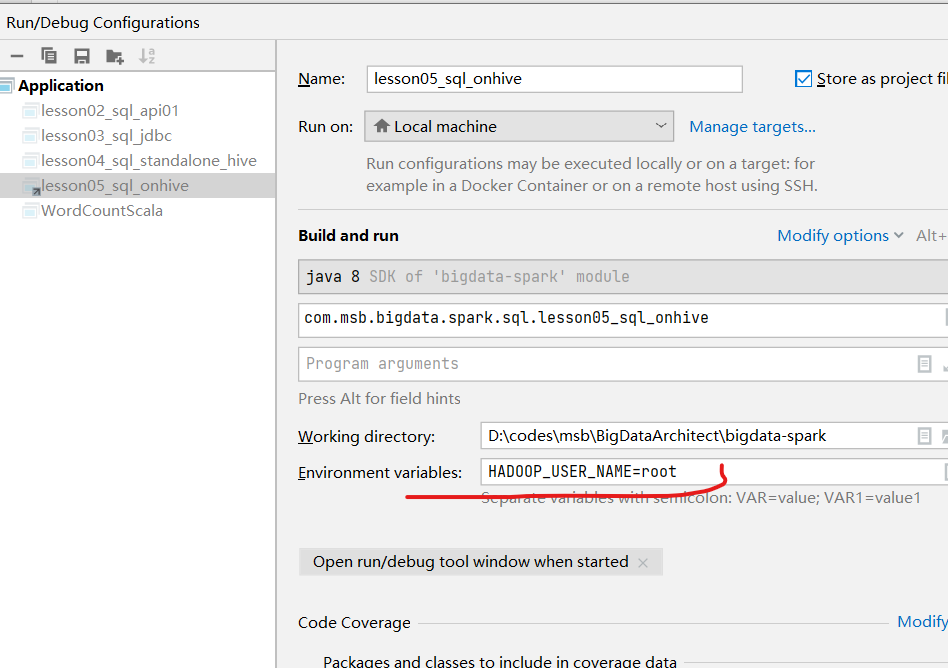 Run/Debug Configurations
Application
lesson02_sql_api01
lesson03_sql_jdbc
lesson04_sql_standalone_hive
lesson05_sql_onhive
WordCountScala
Name: lesson05_sql_onhive Store as project fi
Run on: Local machine Manage targets...
Run configurations may be executed locally or on a target: for
example in a Docker Container or on a remote host using SSH.
Build and run Modify options Alt+
java 8 SDK of 'bigdata-spark' module
com.msb.bigdata.spark.sql.lesson05_sql_onhive
Program arguments
Press Alt for field hints
Working directory: D:\codes\msb\BigDataArchitect\bigdata-spark
Environment variables: HADOOP_USER_NAME=root
Separate variables with semicolon: VAR=value; VAR1=value1
Open run/debug tool window when started
Code Coverage Modify
Packages and classes to include in coverage data